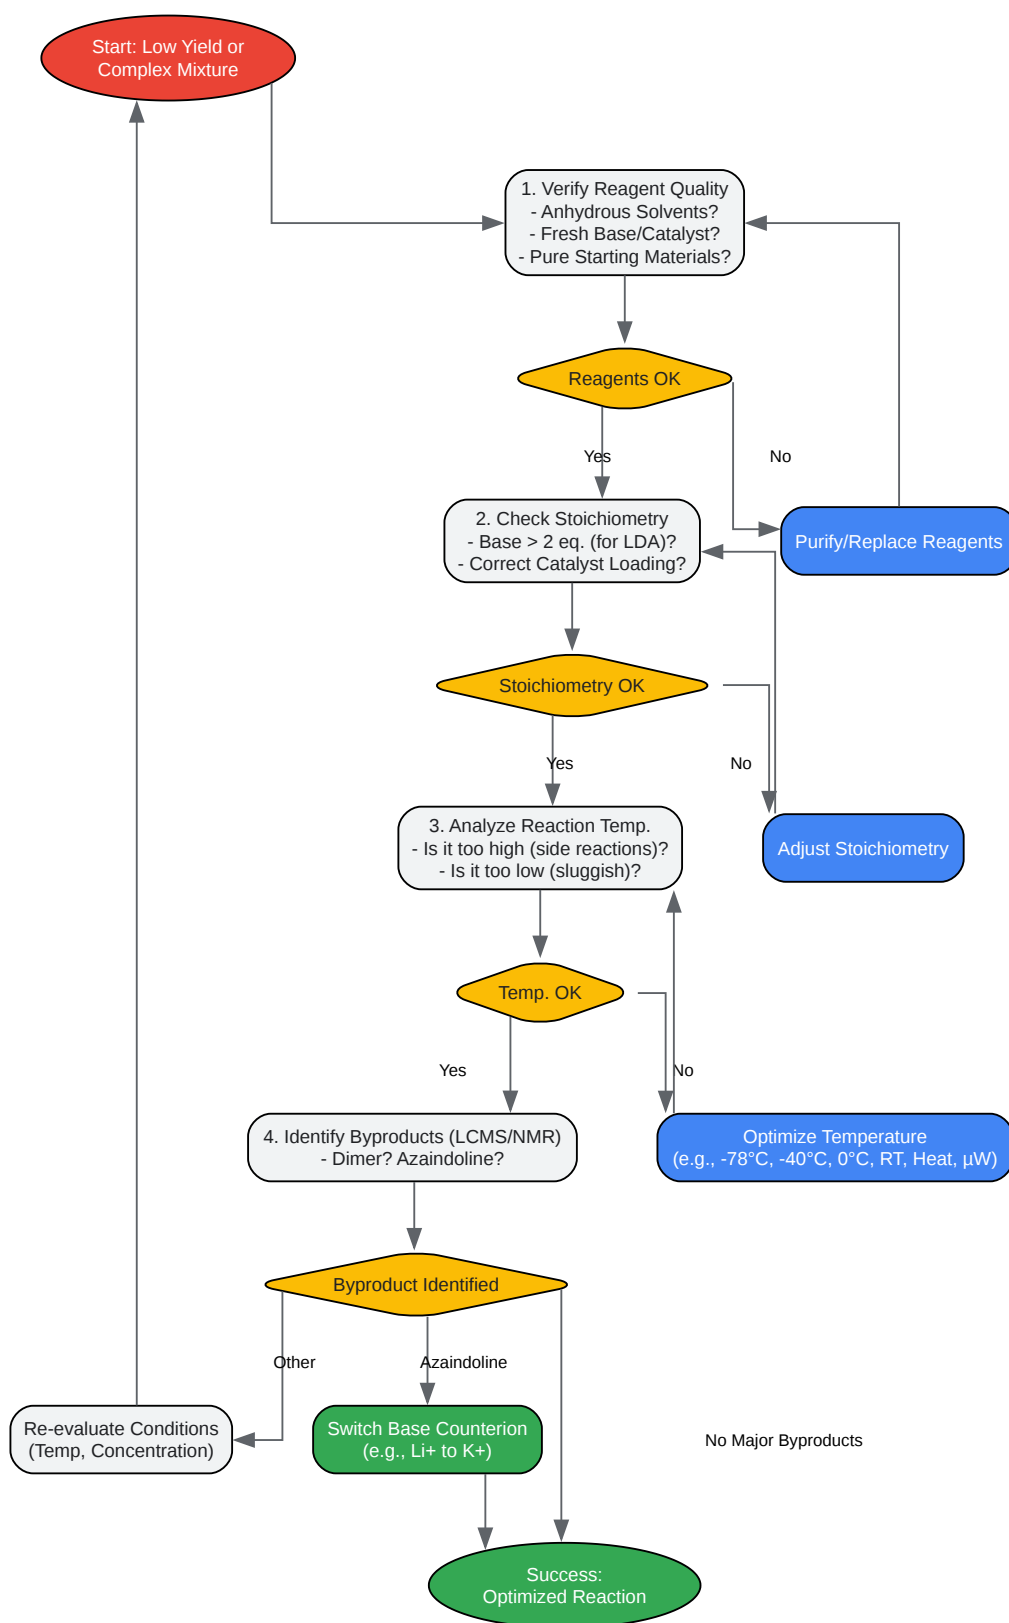 Start: Low Yield or
Complex Mixture
1. Verify Reagent Quality
- Anhydrous Solvents?
- Fresh Base/Catalyst?
- Pure Starting Materials?
Reagents OK
Yes
No
2. Check Stoichiometry
- Base > 2 eq. (for LDA)?
- Correct Catalyst Loading?
Purify/Replace Reagents
Stoichiometry OK
Yes
No
3. Analyze Reaction Temp.
- Is it too high (side reactions)?
- Is it too low (sluggish)?
Adjust Stoichiometry
Temp. OK
Yes
No
4. Identify Byproducts (LCMS/NMR)
- Dimer? Azaindoline?
Optimize Temperature
(e.g., -78°C, -40°C, 0°C, RT, Heat, µW)
Byproduct Identified
Other
Azaindoline
Re-evaluate Conditions
(Temp, Concentration)
Switch Base Counterion
(e.g., Li+ to K+)
No Major Byproducts
Success:
Optimized Reaction